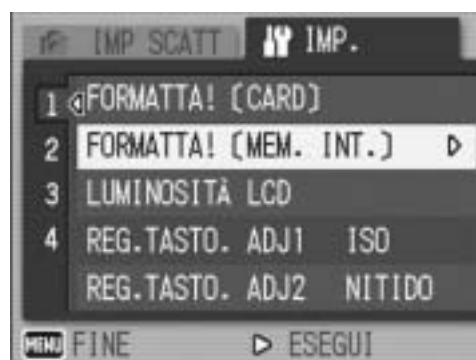 IMP SCATT IMP.
1 FORMATTA! [CARD]
2 FORMATTA! [MEM. INT.]
3 LUMINOSITÀ LCD
4 REG.TASTO. ADJ1 ISO
REG.TASTO. ADJ2 NITIDO
MENU FINE ESEGUI